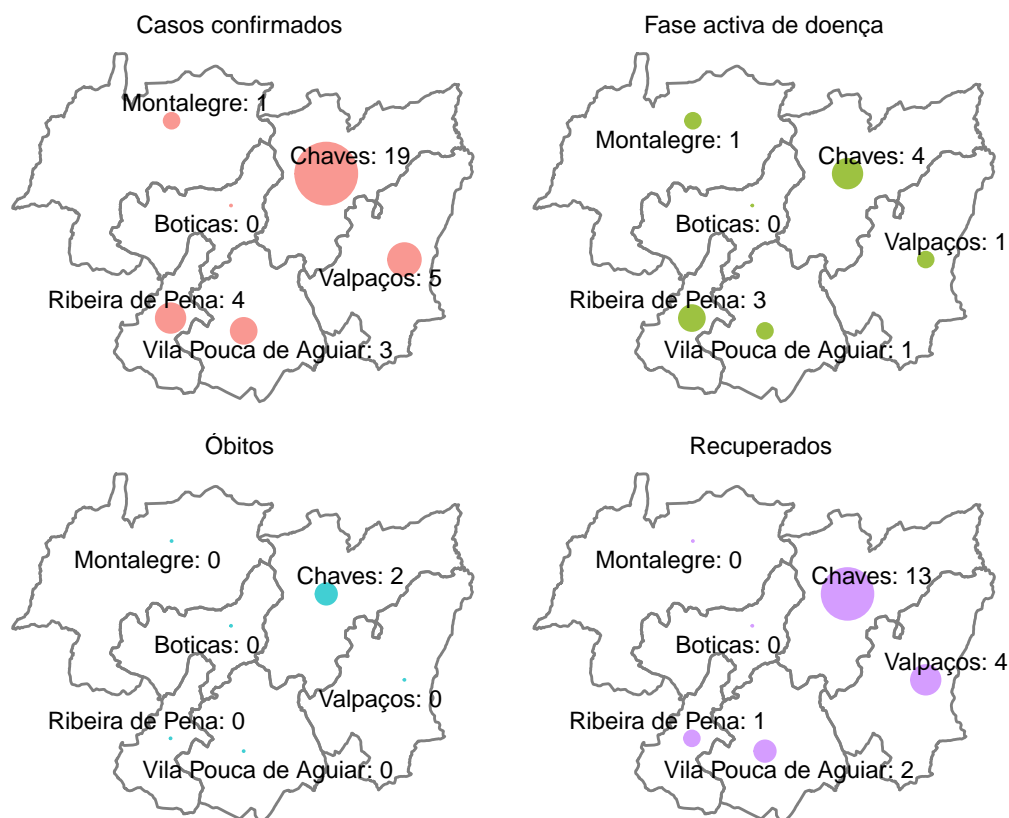 Casos confirmados
Montalegre: 1
Chaves: 19
Boticas: 0
Valpaços: 5
Ribeira de Pena: 4
Vila Pouca de Aguiar: 3
Fase activa de doença
Montalegre: 1
Chaves: 4
Boticas: 0
Valpaços: 1
Ribeira de Pena: 3
Vila Pouca de Aguiar: 1
Óbitos
Montalegre: 0
Chaves: 2
Boticas: 0
Valpaços: 0
Ribeira de Pena: 0
Vila Pouca de Aguiar: 0
Recuperados
Montalegre: 0
Chaves: 13
Boticas: 0
Valpaços: 4
Ribeira de Pena: 1
Vila Pouca de Aguiar: 2